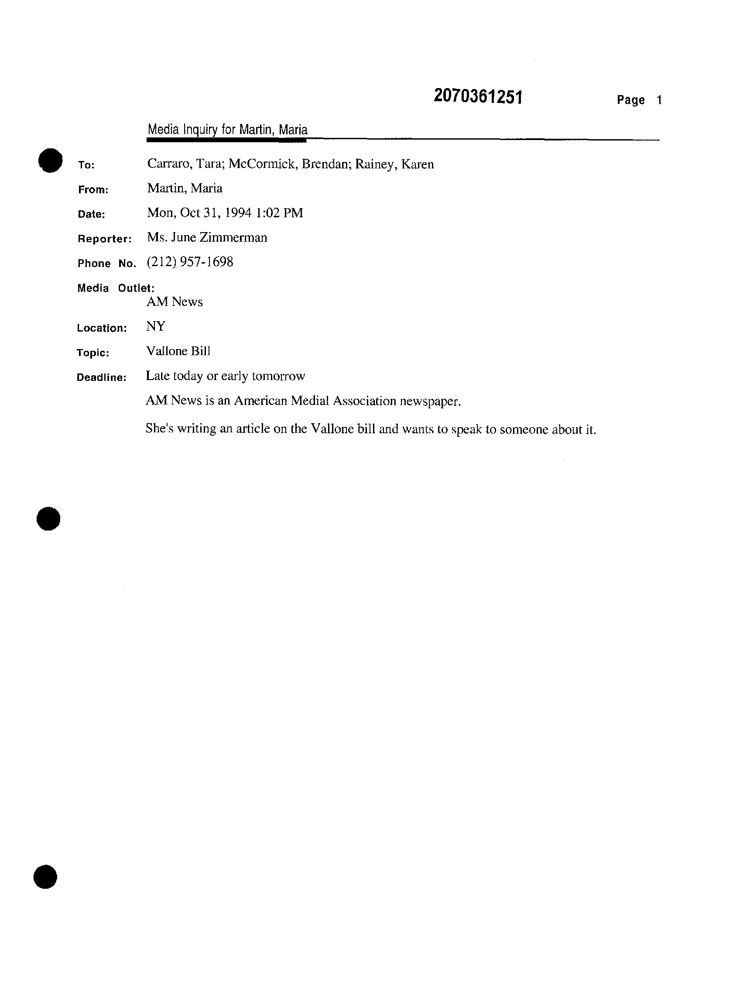 2070361251
Page 1
Media Inquiry for Martin, Maria
To: Carraro, Tara; McCormick, Brendan; Rainey, Karen
From: Martin, Maria
Date: Mon, Oct 31, 1994 1:02 PM
Reporter: Ms. June Zimmerman
Phone No. (212) 957-1698
Media Outlet:
AM News
Location: NY
Topic: Vallone Bill
Deadline: Late today or early tomorrow
AM News is an American Medial Association newspaper.
She's writing an article on the Vallone bill and wants to speak to someone about it.